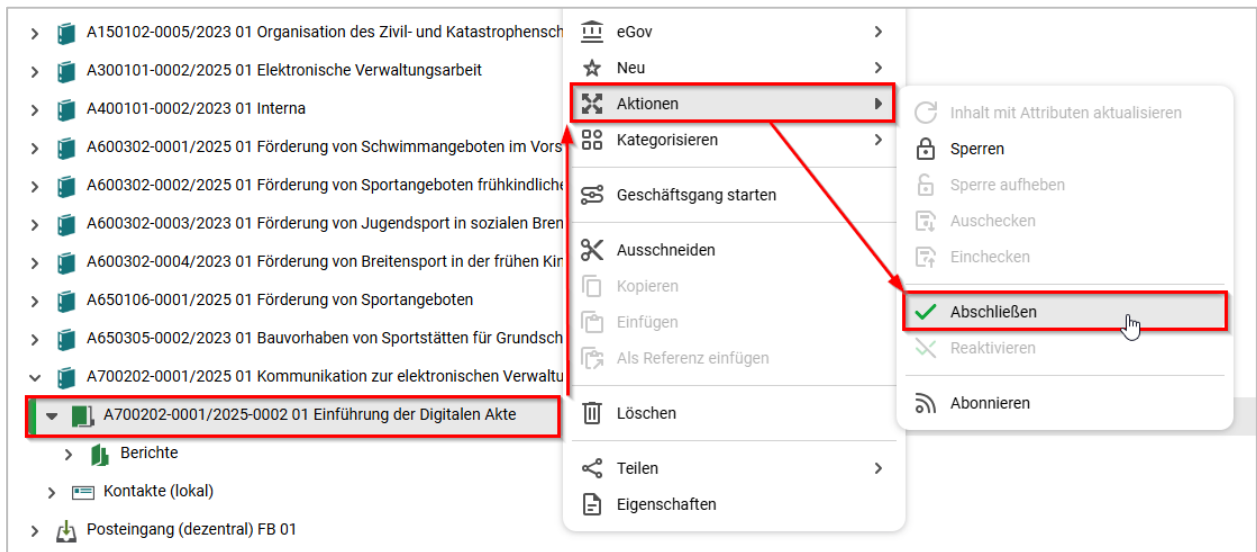 A150102-0005/2023 01 Organisation des Zivil- und Katastrophensch
A300101-0002/2025 01 Elektronische Verwaltungsarbeit
A400101-0002/2023 01 Interna
A600302-0001/2023 01 Förderung von Schwimmangeboten im Vors
A600302-0002/2025 01 Förderung von Sportangeboten frühkindliche
A600302-0003/2023 01 Förderung von Jugendsport in sozialen Bren
A600302-0004/2023 01 Förderung von Breitensport in der frühen Kin
A650106-0001/2025 01 Förderung von Sportangeboten
A650305-0002/2023 01 Bauvorhaben von Sportstätten für Grundsch
A700202-0001/2025 01 Kommunikation zur elektronischen Verwaltu
A700202-0001/2025-0002 01 Einführung der Digitalen Akte
Berichte
Kontakte (lokal)
Posteingang (dezentral) FB 01
eGov
Neu
Aktionen
Kategorisieren
Geschäftsgang starten
Ausschneiden
Kopieren
Einfügen
Als Referenz einfügen
Löschen
Teilen
Eigenschaften
Inhalt mit Attributen aktualisieren
Sperren
Sperre aufheben
Auschecken
Einchecken
Abschließen
Reaktivieren
Abonnieren